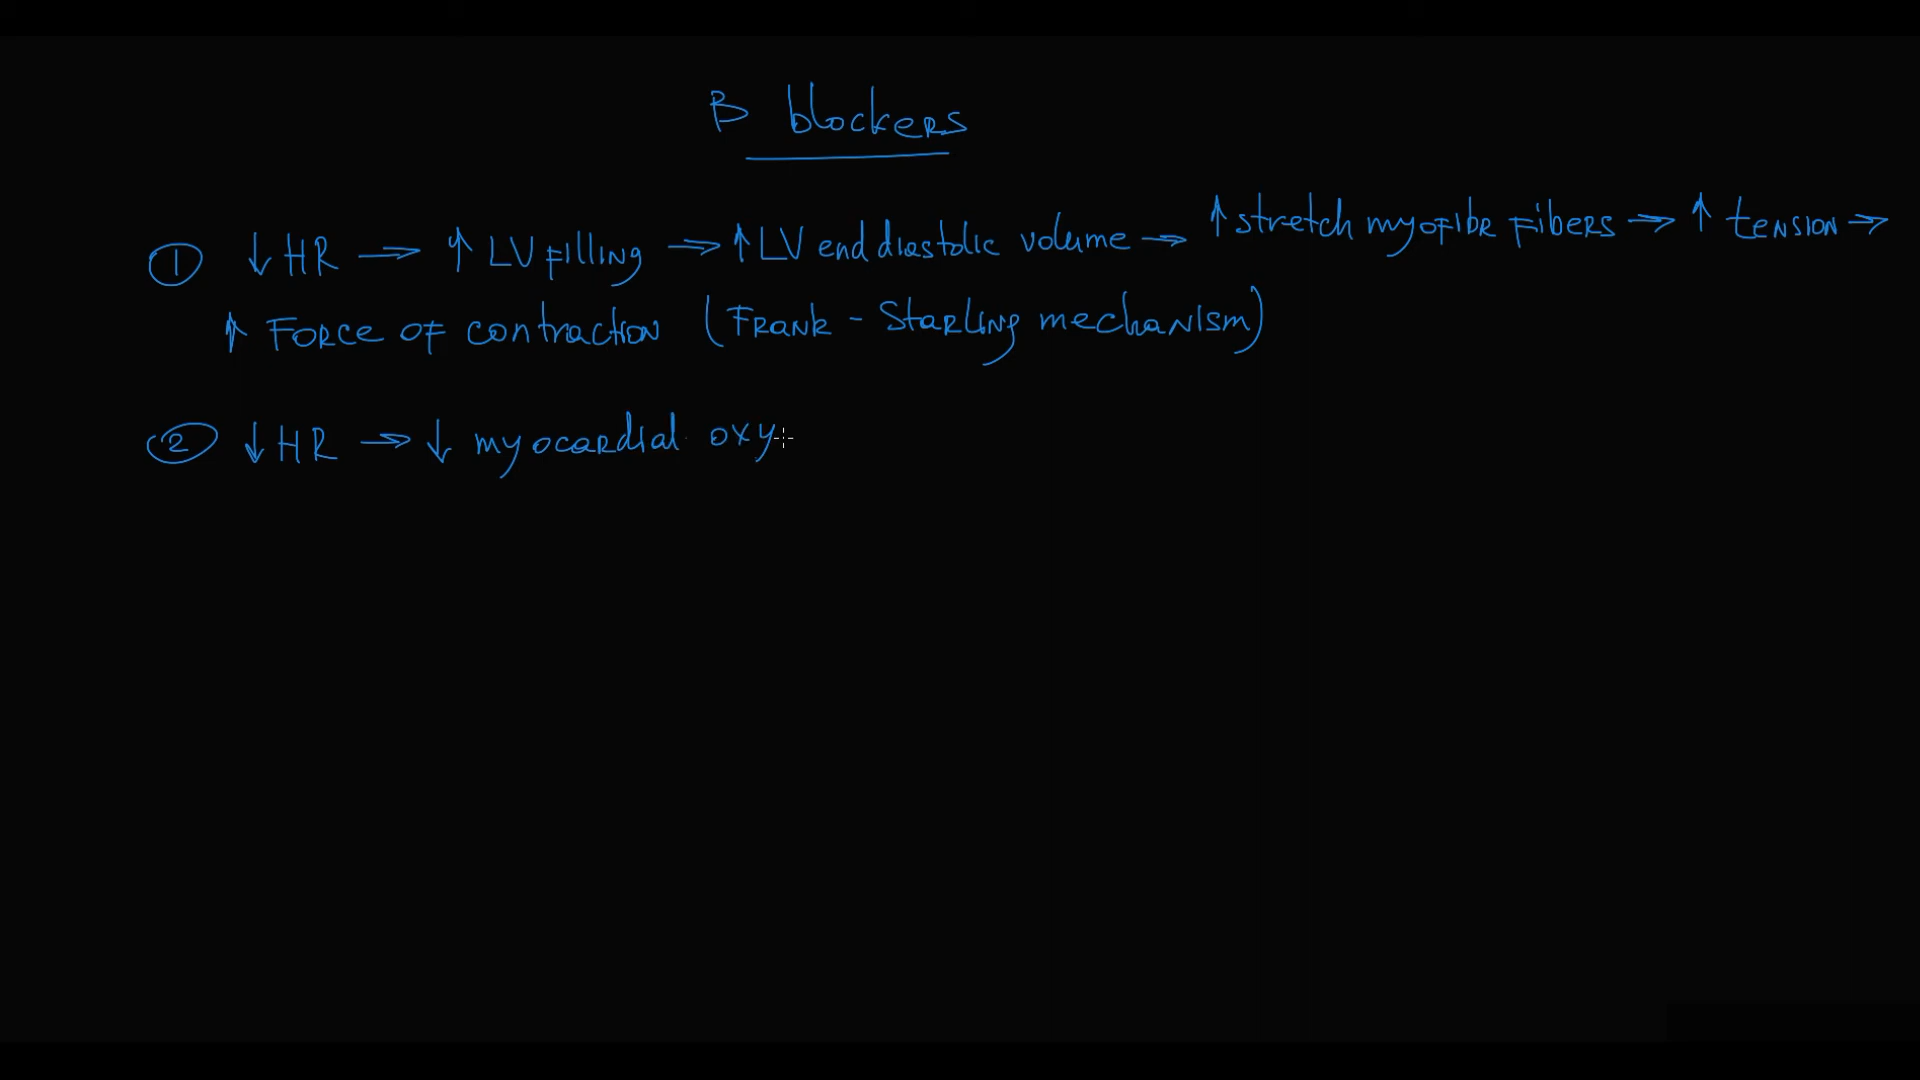 B blockers
① ↓ HR → ↑ LV filling → ↑ LV end diastolic volume → ↑ stretch myofibr fibers → ↑ tension →
↑ Force of contraction (Frank - Starling mechanism)
② ↓ HR → ↓ myocardial oxy